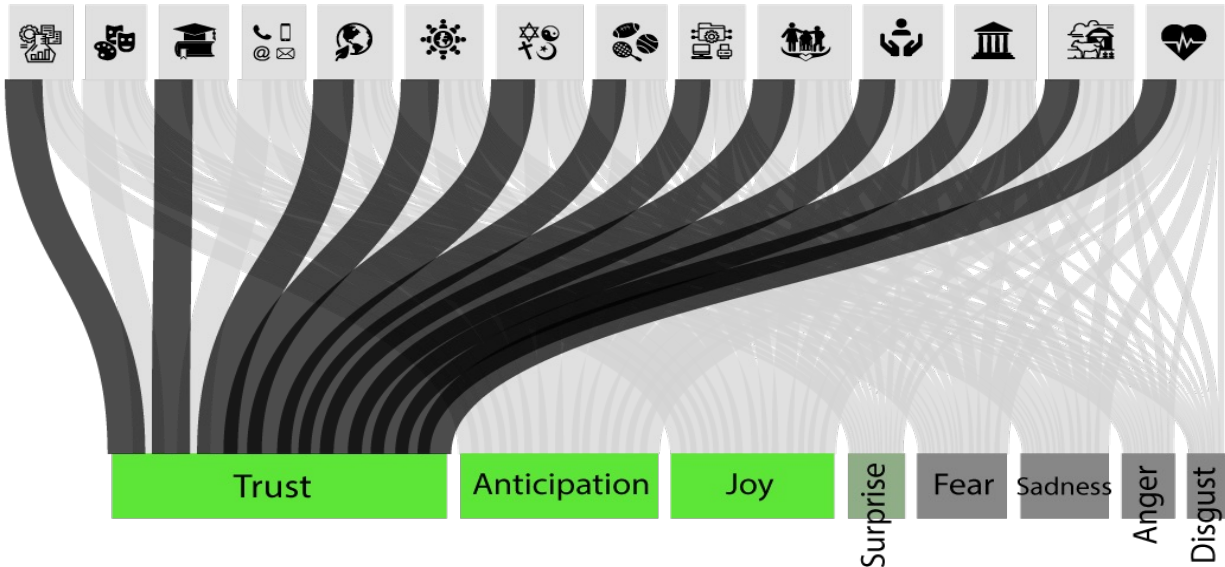 @
Trust
Anticipation
Joy
Surprise
Fear
Sadness
Anger
Disgust